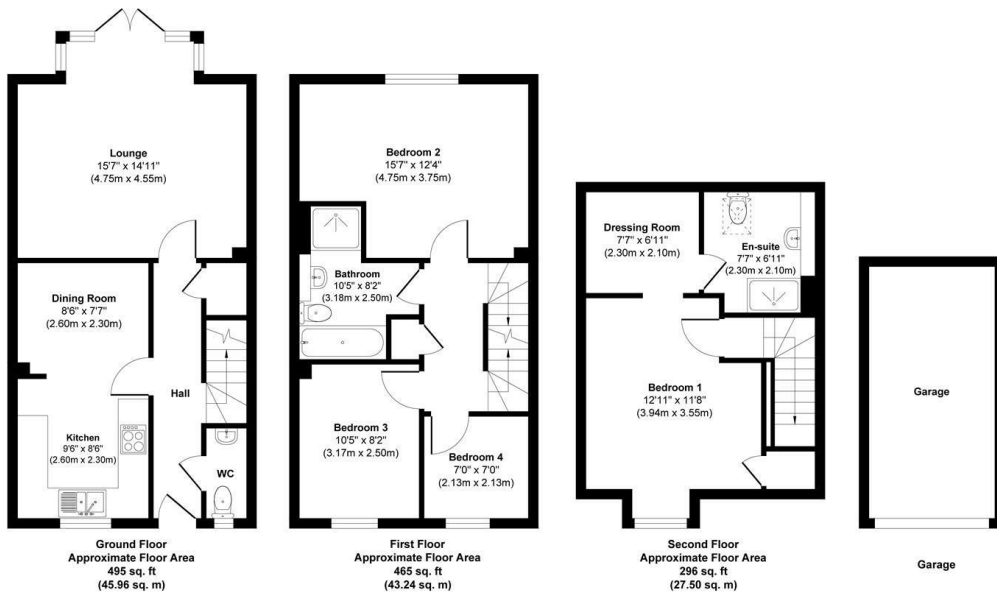 Lounge
15'7" x 14'11"
(4.75m x 4.55m)
Dining Room
8'6" x 7'7"
(2.60m x 2.30m)
Hall
Kitchen
9'6" x 8'6"
(2.60m x 2.30m)
WC
Ground Floor
Approximate Floor Area
495 sq. ft
(45.96 sq. m)
Bedroom 2
15'7" x 12'4"
(4.75m x 3.75m)
Bathroom
10'5" x 8'2"
(3.18m x 2.50m)
Bedroom 3
10'5" x 8'2"
(3.17m x 2.50m)
Bedroom 4
7'0" x 7'0"
(2.13m x 2.13m)
First Floor
Approximate Floor Area
465 sq. ft
(43.24 sq. m)
Dressing Room
7'7" x 6'11"
(2.30m x 2.10m)
En-suite
7'7" x 6'11"
(2.30m x 2.10m)
Bedroom 1
12'11" x 11'8"
(3.94m x 3.55m)
Second Floor
Approximate Floor Area
296 sq. ft
(27.50 sq. m)
Garage
Garage